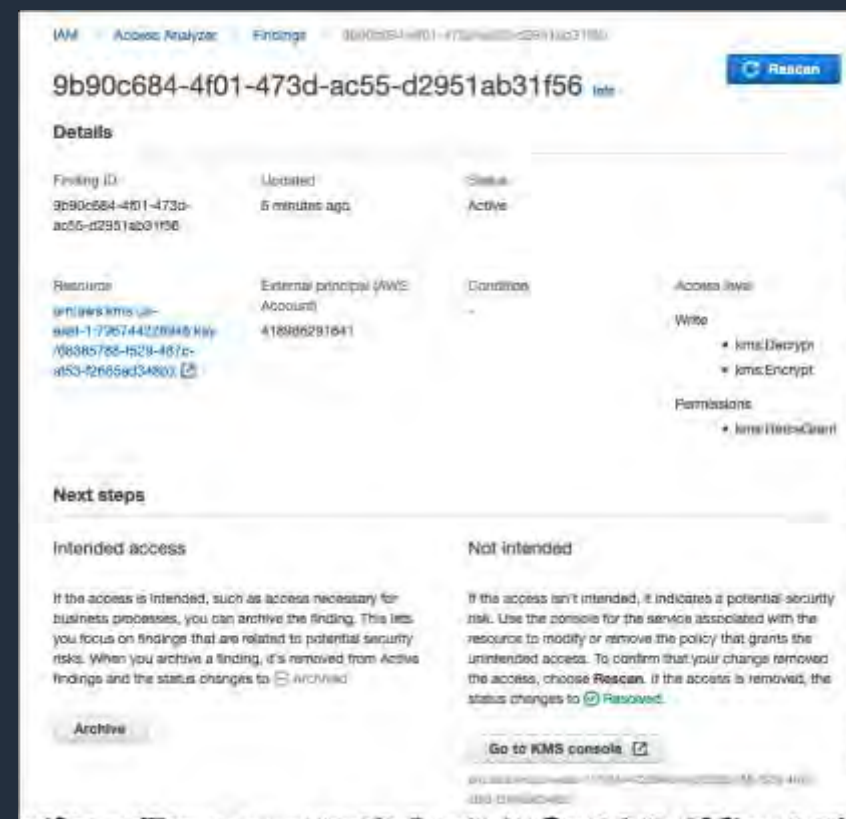 IAM Access Analyzer Findings
9b90c684-4f01-473d-ac55-d2951ab31f56 Info
Rescan
Details
Finding ID
9b90c684-4f01-473d-
ac55-d2951ab31f56
Updated
6 minutes ago
Status
Active
Resource
External principal (AWS
Account)
Condition
-
Access level
Write
• kms:Decrypt
• kms:Encrypt
Permissions
Next steps
Intended access
If the access is intended, such as access necessary for
business processes, you can archive the finding. This lets
you focus on findings that are related to potential security
risks. When you archive a finding, it's removed from Active
findings and the status changes to Archived
Archive
Not intended
If the access isn't intended, it indicates a potential security
risk. Use the console for the service associated with the
resource to modify or remove the policy that grants the
unintended access. To confirm that your change removed
the access, choose Rescan. If the access is removed, the
status changes to Resolved.
Go to KMS console